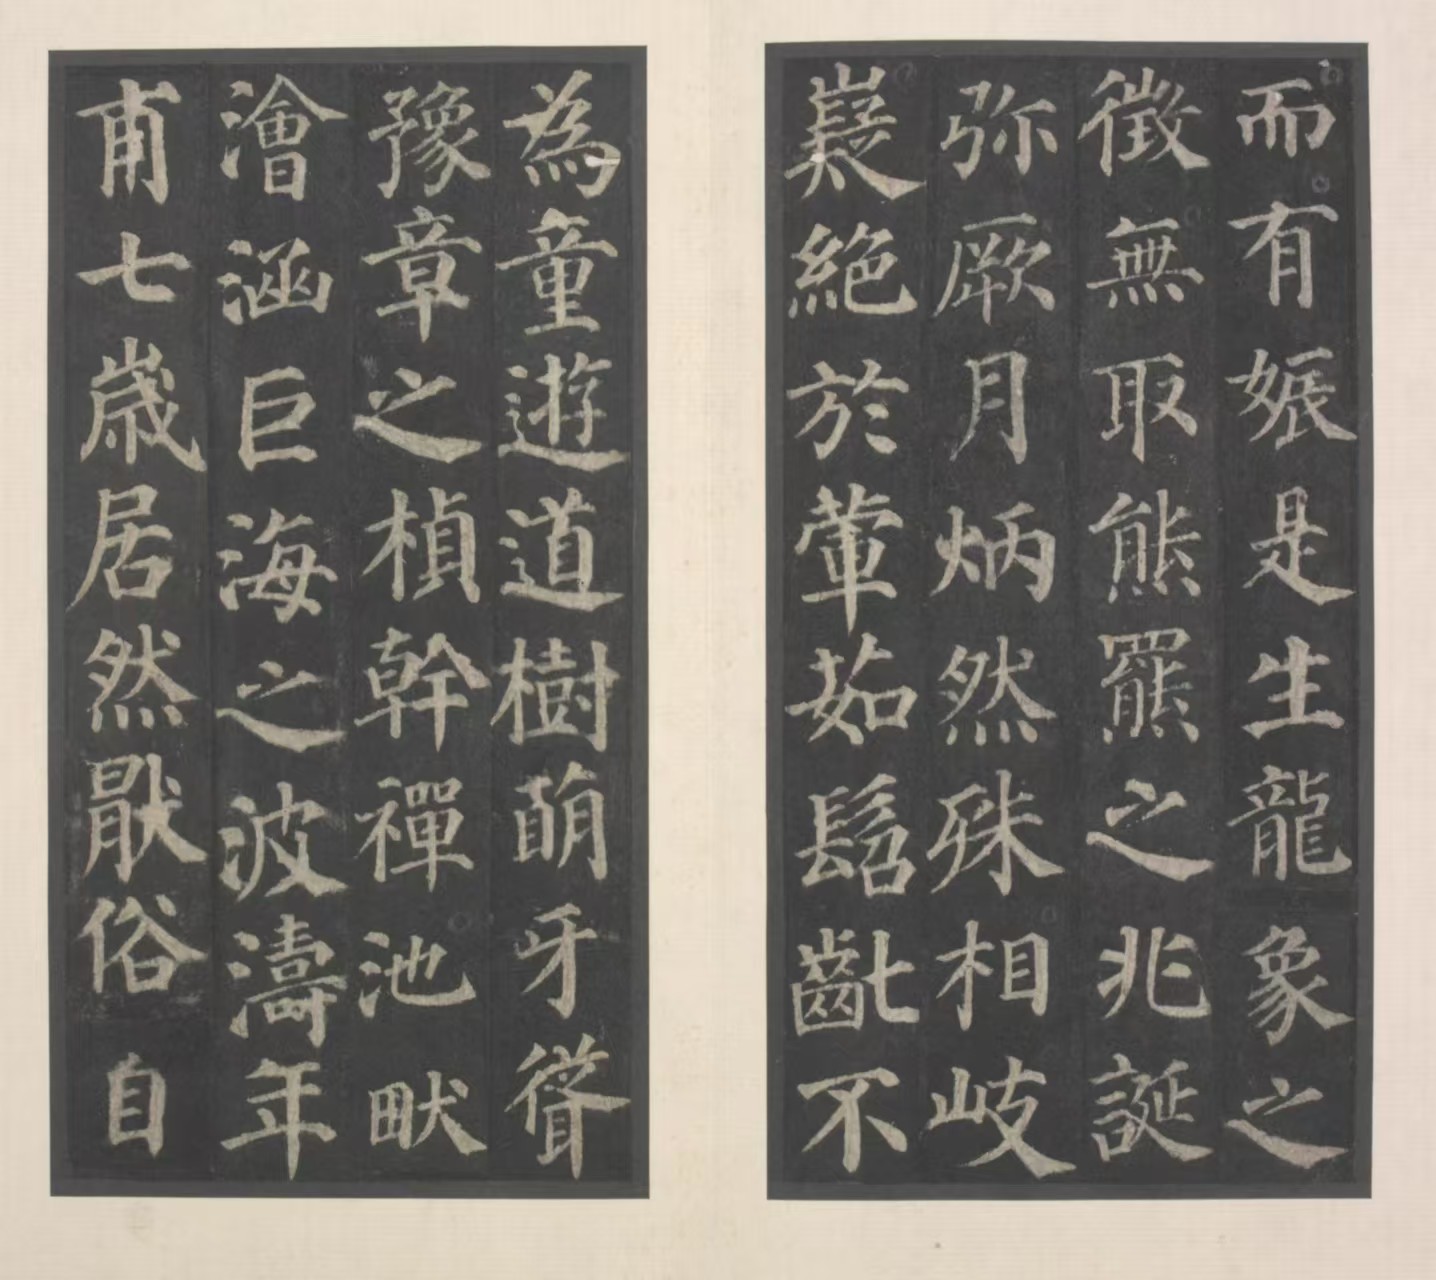 而有娠是生龍象之
徵無取熊羆之兆誕
弥厥月炳然殊相岐
嶷絶於葷茹髫齔不
為童遊道樹萌牙聳
豫章之楨幹禪池畎
澮涵巨海之波濤年
甫七歲居然猒俗自